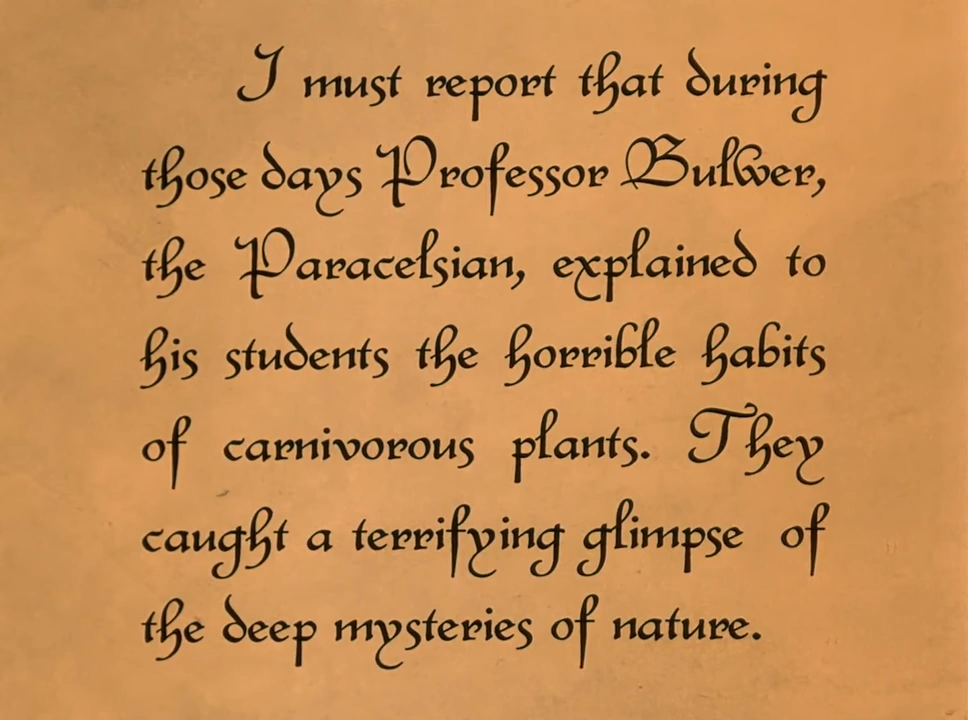 I must report that during
those days Professor Bulwer,
the Paracelsian, explained to
his students the horrible habits
of carnivorous plants. They
caught a terrifying glimpse of
the deep mysteries of nature.